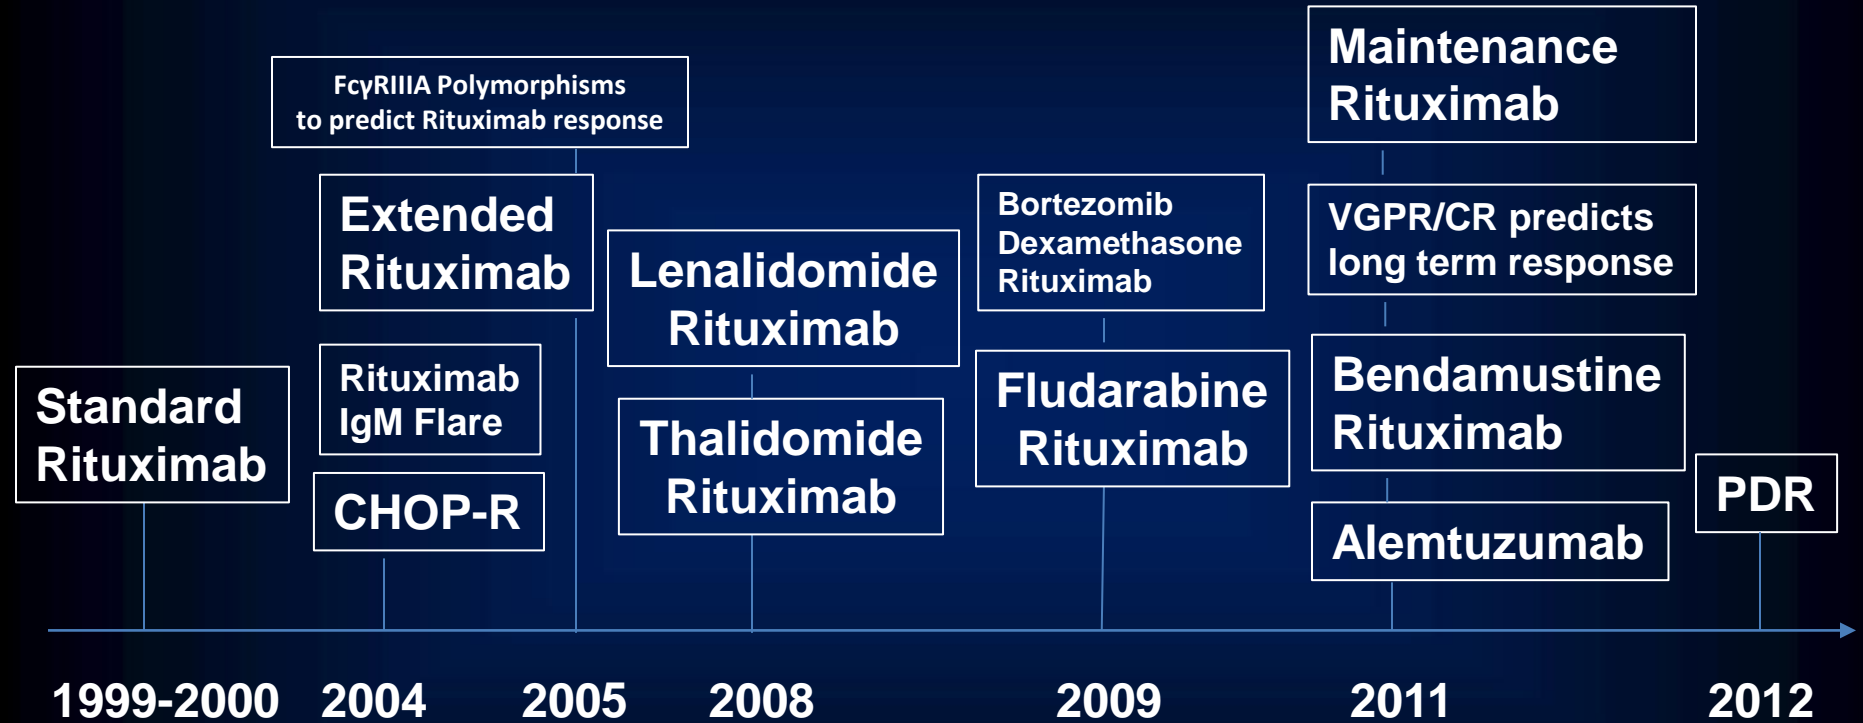 FcγRIIIA Polymorphisms
to predict Rituximab response
Maintenance
Rituximab
Extended
Rituximab
Bortezomib
Dexamethasone
Rituximab
VGPR/CR predicts
long term response
Lenalidomide
Rituximab
Standard
Rituximab
Rituximab
IgM Flare
Fludarabine
Rituximab
Bendamustine
Rituximab
Thalidomide
Rituximab
CHOP-R
Alemtuzumab
PDR
1999-2000 2004 2005 2008 2009 2011 2012